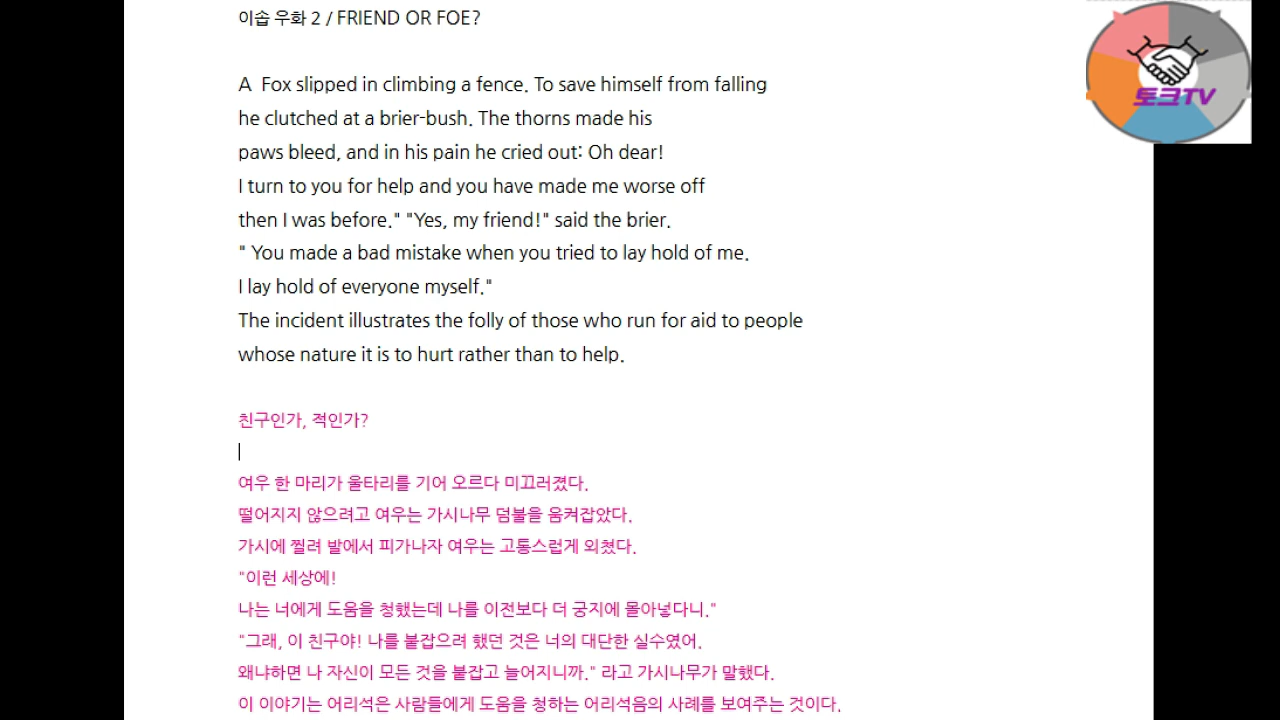 이솝 우화 2 / FRIEND OR FOE?
A  Fox slipped in climbing a fence. To save himself from falling
he clutched at a brier-bush. The thorns made his
paws bleed, and in his pain he cried out: Oh dear!
I turn to you for help and you have made me worse off
then I was before." "Yes, my friend!" said the brier.
" You made a bad mistake when you tried to lay hold of me.
I lay hold of everyone myself."
The incident illustrates the folly of those who run for aid to people
whose nature it is to hurt rather than to help.
친구인가, 적인가?
여우 한 마리가 울타리를 기어 오르다 미끄러졌다.
떨어지지 않으려고 여우는 가시나무 덤불을 움켜잡았다.
가시에 찔려 발에서 피가나자 여우는 고통스럽게 외쳤다.
"이런 세상에!
나는 너에게 도움을 청했는데 나를 이전보다 더 궁지에 몰아넣다니."
"그래, 이 친구야! 나를 붙잡으려 했던 것은 너의 대단한 실수였어.
왜냐하면 나 자신이 모든 것을 붙잡고 늘어지니까." 라고 가시나무가 말했다.
이 이야기는 어리석은 사람들에게 도움을 청하는 어리석음의 사례를 보여주는 것이다.
토크TV